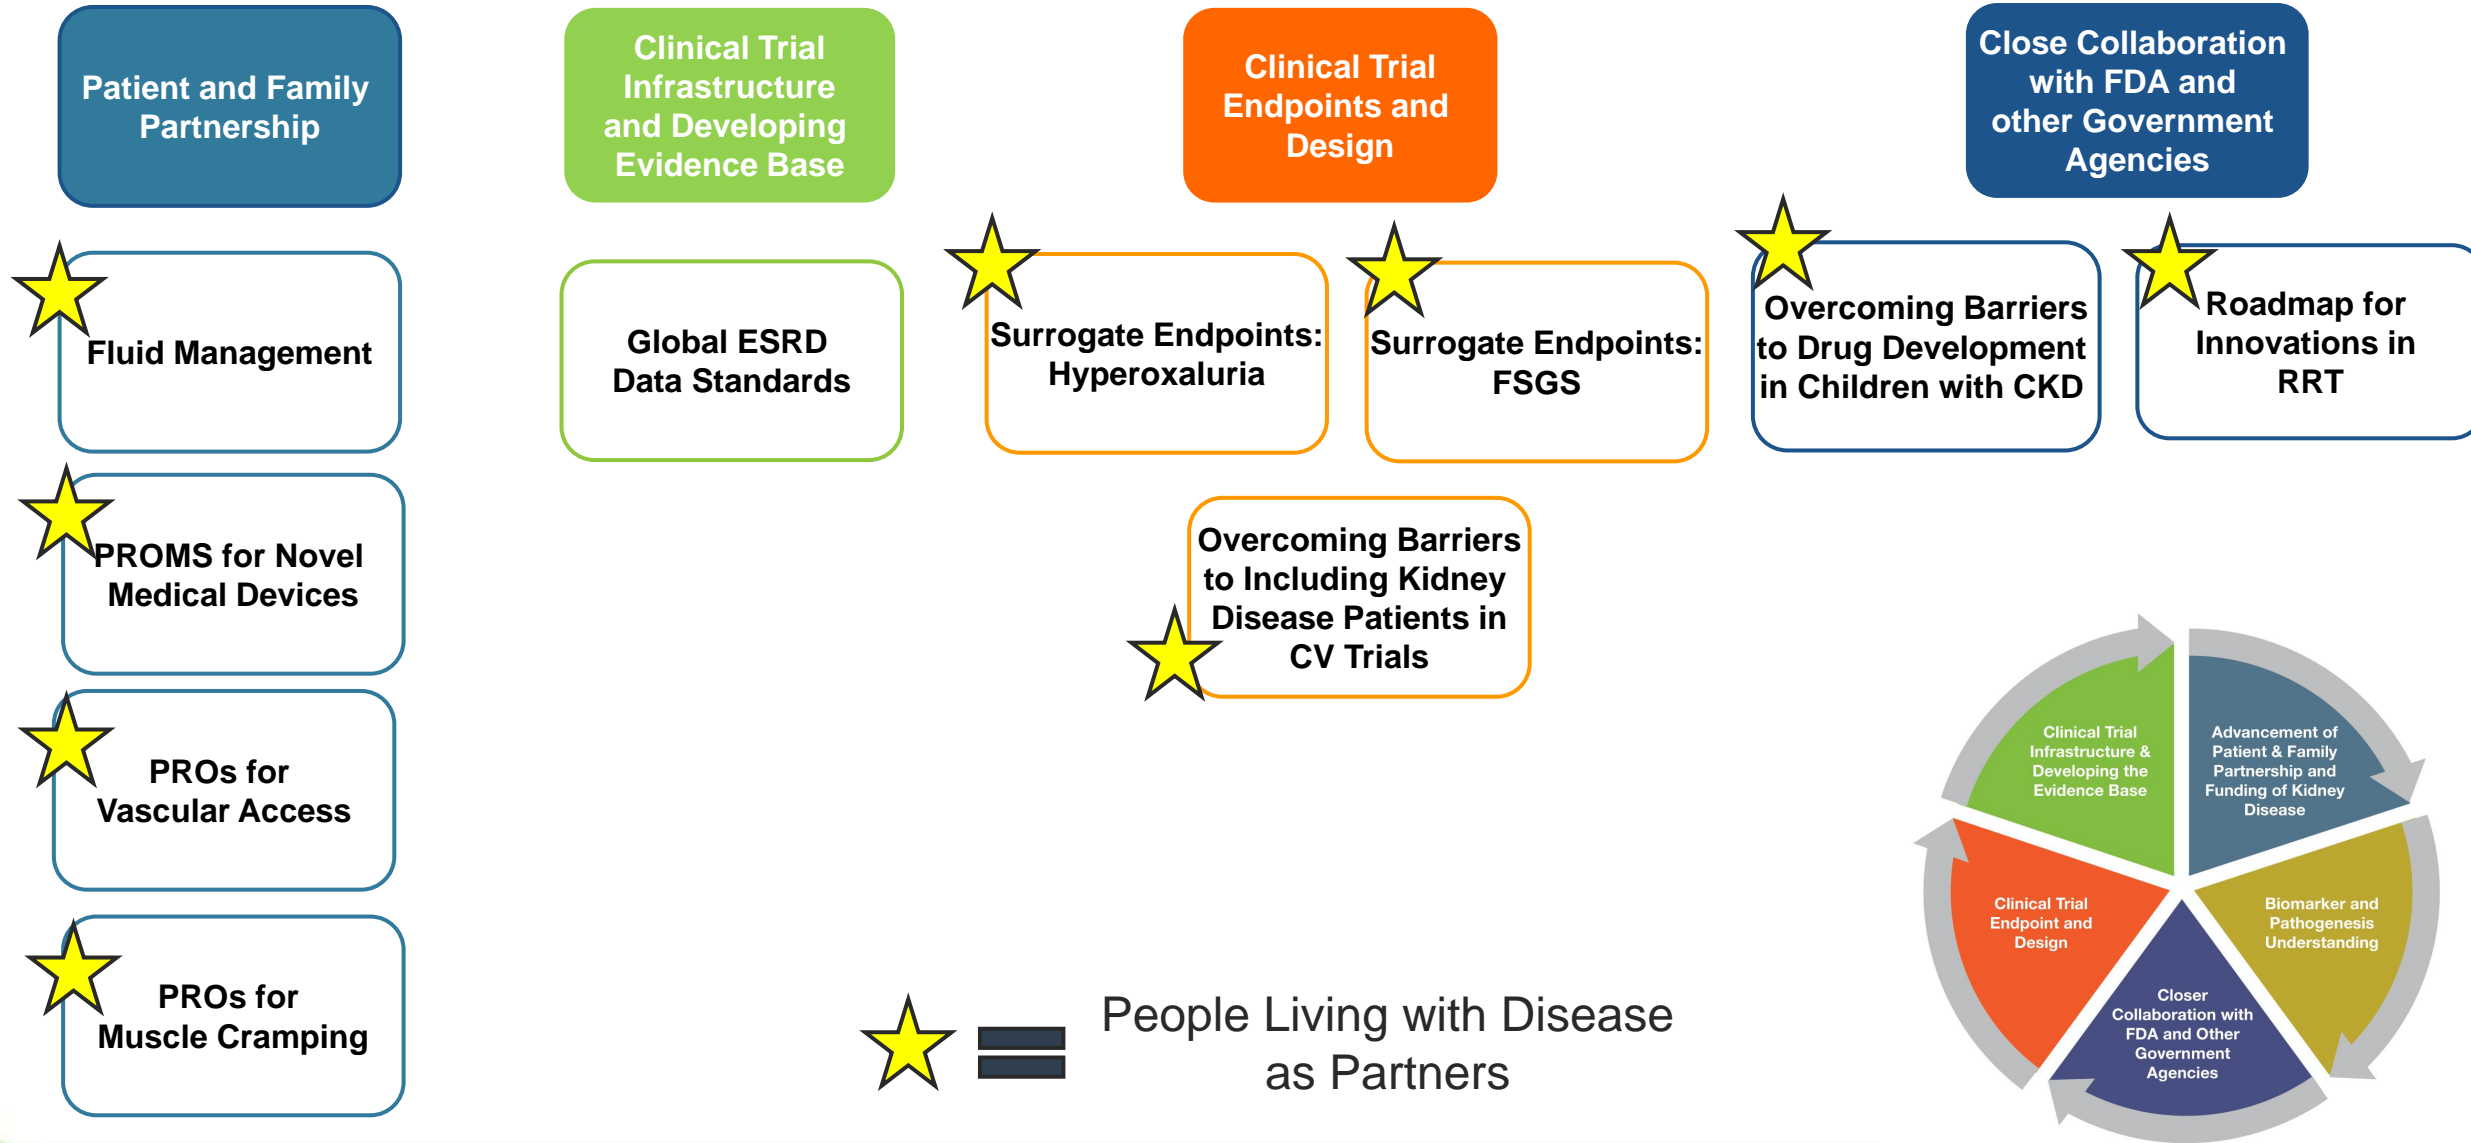 Patient and Family
Partnership
Clinical Trial
Infrastructure
and Developing
Evidence Base
Clinical Trial
Endpoints and
Design
Close Collaboration
with FDA and
other Government
Agencies
Fluid Management
Global ESRD
Data Standards
Surrogate Endpoints:
Hyperoxaluria
Surrogate Endpoints:
FSGS
Overcoming Barriers
to Drug Development
in Children with CKD
Roadmap for
Innovations in
RRT
PROMS for Novel
Medical Devices
Overcoming Barriers
to Including Kidney
Disease Patients in
CV Trials
PROs for
Vascular Access
PROs for
Muscle Cramping
People Living with Disease
as Partners
Clinical Trial
Infrastructure &
Developing the
Evidence Base
Advancement of
Patient & Family
Partnership and
Funding of Kidney
Disease
Clinical Trial
Endpoint and
Design
Biomarker and
Pathogenesis
Understanding
Closer
Collaboration with
FDA and Other
Government
Agencies